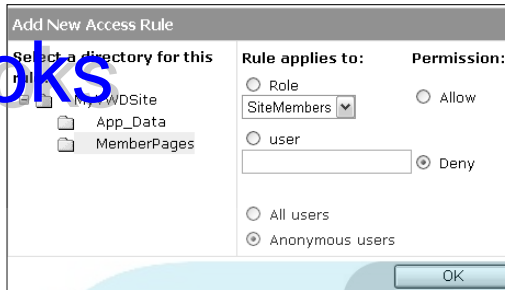 Add New Access Rule
Select a directory for this
oks
MyVWDSite
App_Data
MemberPages
Rule applies to:
Role
SiteMembers
user
All users
Anonymous users
Permission:
Allow
Deny
OK